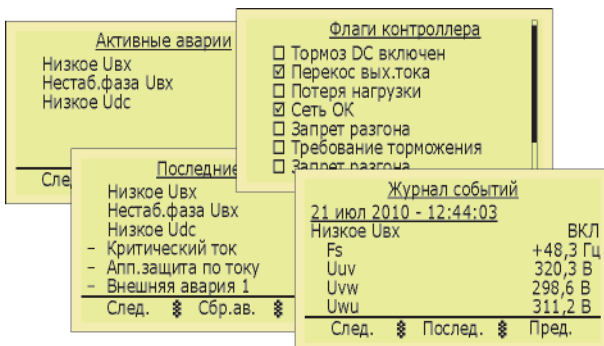 Активные аварии
Низкое Uвх
Нестаб.фаза Uвх
Низкое Udc
Флаги контроллера
☐ Тормоз DC включен
☑ Перекос вых.тока
☐ Потеря нагрузки
☑ Сеть ОК
☐ Запрет разгона
☐ Требование торможения
☐ Запрет разгона
Последние
Низкое Uвх
Нестаб.фаза Uвх
Низкое Udc
– Критический ток
– Апп.защита по току
– Внешняя авария 1
След. Сбр.ав.
Журнал событий
21 июл 2010 - 12:44:03
Низкое Uвх ВКЛ
Fs +48,3 Гц
Uuv 320,3 В
Uvw 298,6 В
Uwu 311,2 В
След. Послед. Пред.